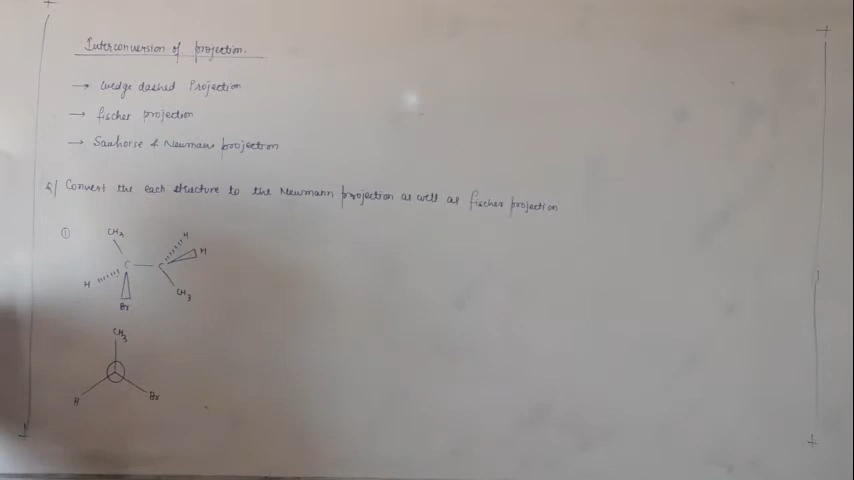 Interconversion of projection.
→ Wedge dashed Projection
→ fischer projection
→ Sawhorse & Newmans projection
Q/ Convert the each structure to the Newmann projection as well as fischer projection
①
CH3
H
H
C
C
H
Br
CH3
CH3
H
Br